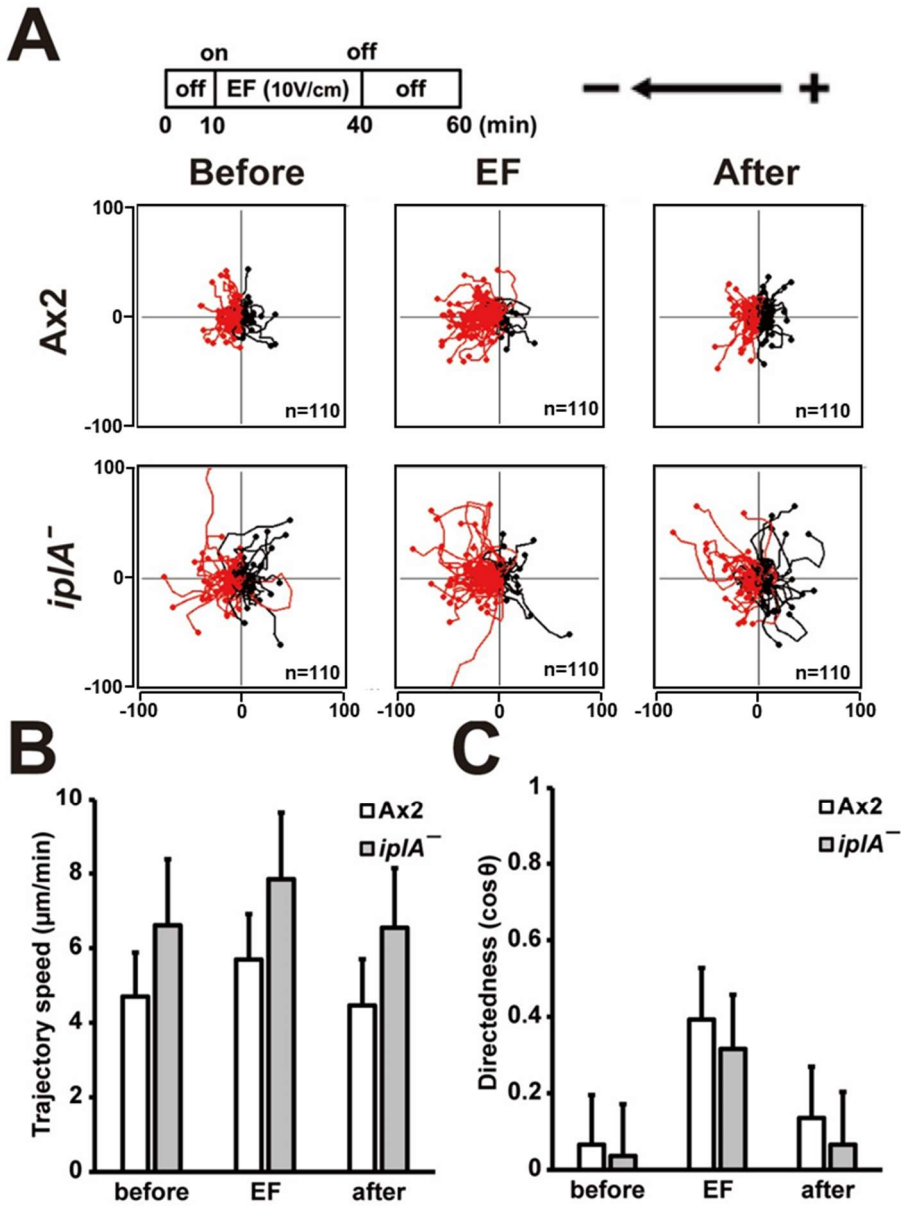 A
on off
off EF (10V/cm) off
0 10 40 60 (min)
− +
Before EF After
100
Ax2
0
-100
n=110 n=110 n=110
100
iplA−
0
-100
n=110 n=110 n=110
-100 0 100 -100 0 100
B
Trajectory speed (μm/min)
10
8
6
4
2
0
Ax2
iplA−
before EF after
C
Directedness (cosθ)
1
0.8
0.6
0.4
0.2
0
Ax2
iplA−
before EF after